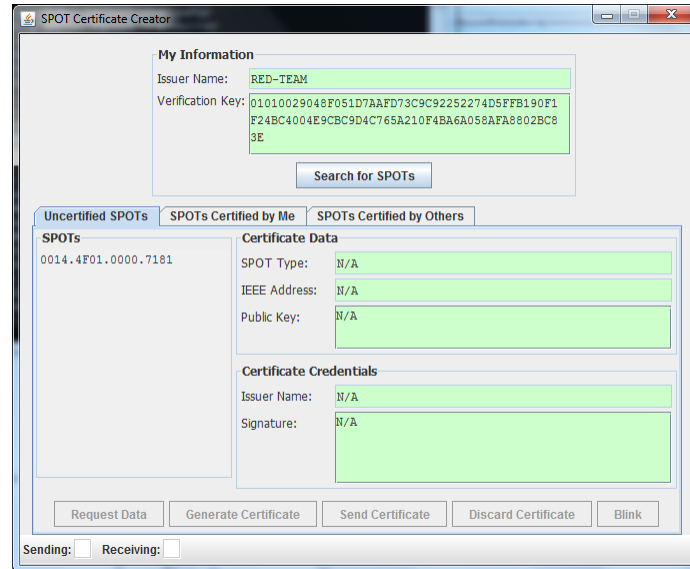 SPOT Certificate Creator
My Information
Issuer Name: RED-TEAM
Verification Key: 01010029048F051D7AAFD73C9C92252274D5FFB190F1
F24BC4004E9CBC9D4C765A210F4BA6A058AFA8802BC8
3E
Search for SPOTs
Uncertified SPOTs SPOTs Certified by Me SPOTs Certified by Others
SPOTs
0014.4F01.0000.7181
Certificate Data
SPOT Type: N/A
IEEE Address: N/A
Public Key: N/A
Certificate Credentials
Issuer Name: N/A
Signature: N/A
Request Data Generate Certificate Send Certificate Discard Certificate Blink
Sending: Receiving: